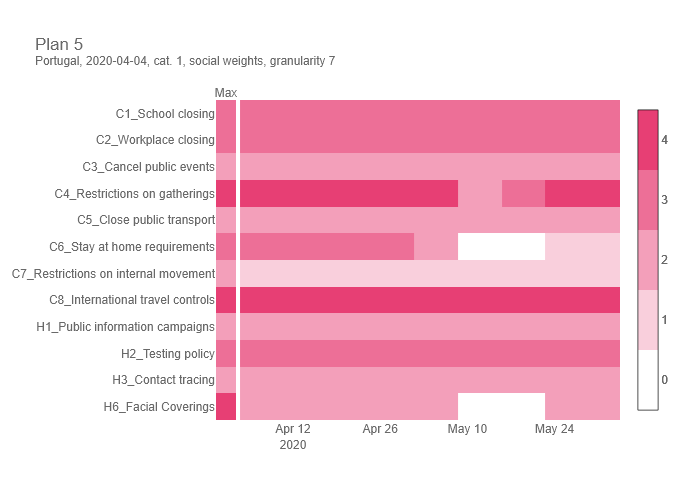 Plan 5
Portugal, 2020-04-04, cat. 1, social weights, granularity 7
Max
C1_School closing
C2_Workplace closing
C3_Cancel public events
C4_Restrictions on gatherings
C5_Close public transport
C6_Stay at home requirements
C7_Restrictions on internal movement
C8_International travel controls
H1_Public information campaigns
H2_Testing policy
H3_Contact tracing
H6_Facial Coverings
Apr 12
2020
Apr 26
May 10
May 24
4
3
2
1
0